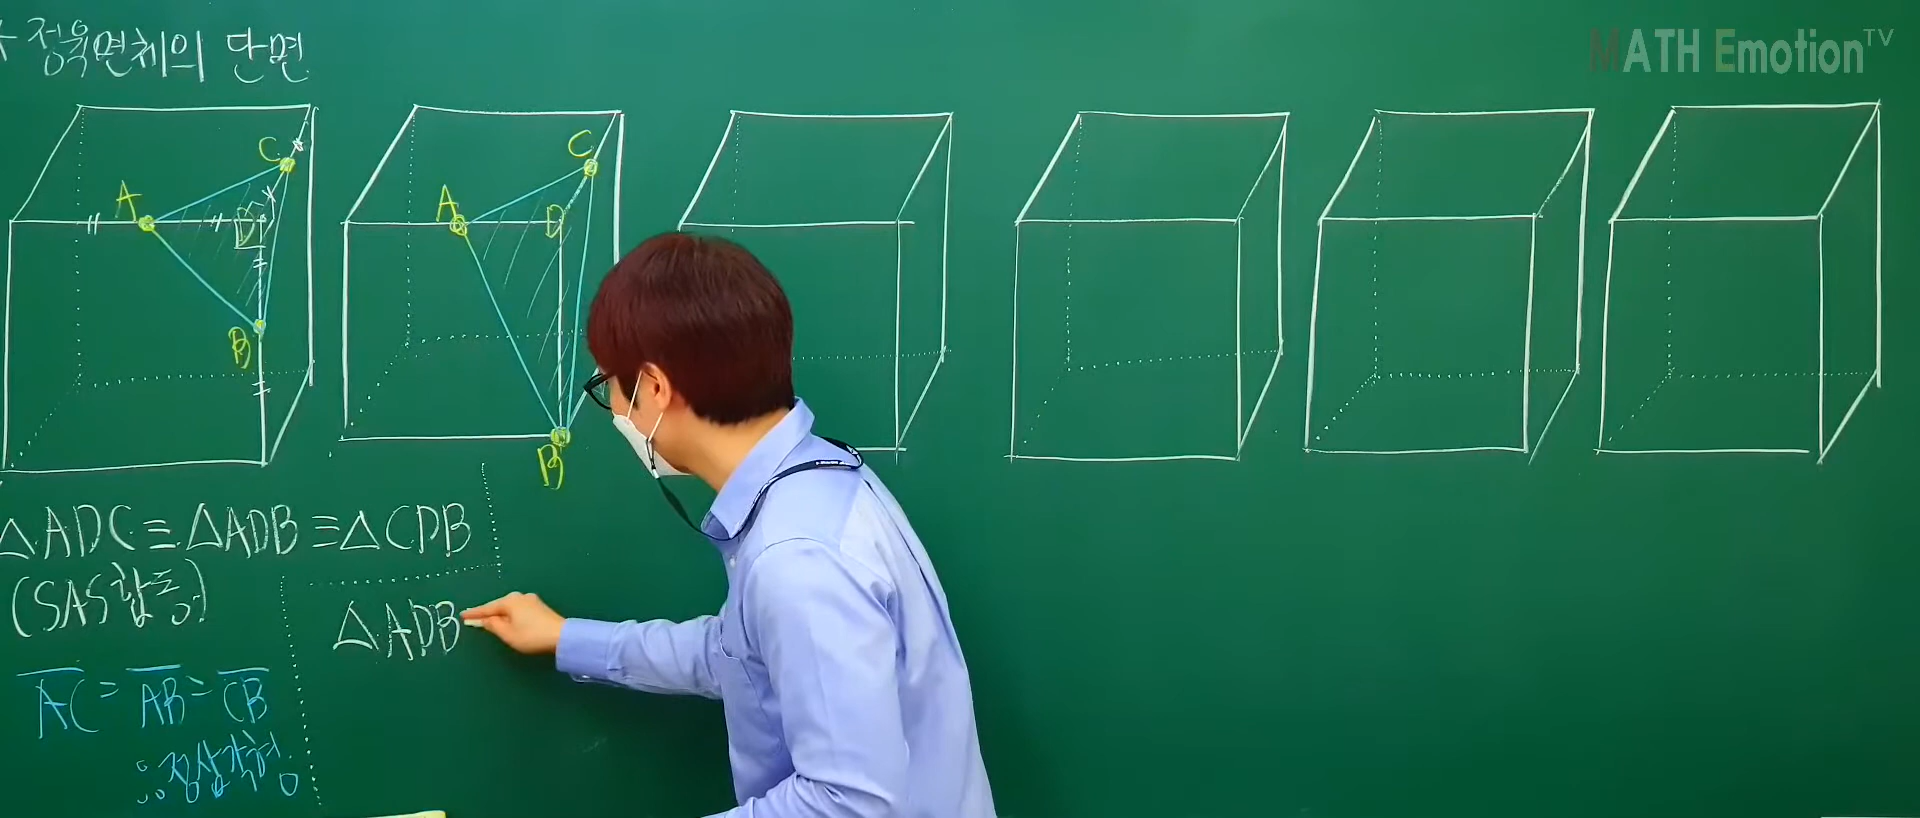 정육면체의 단면
MATH Emotion TV
C
A
D
B
C
A
D
B
△ADC≡△ADB≡△CDB
(SAS합동)
△ADB
AC=AB=CB
∴정삼각형